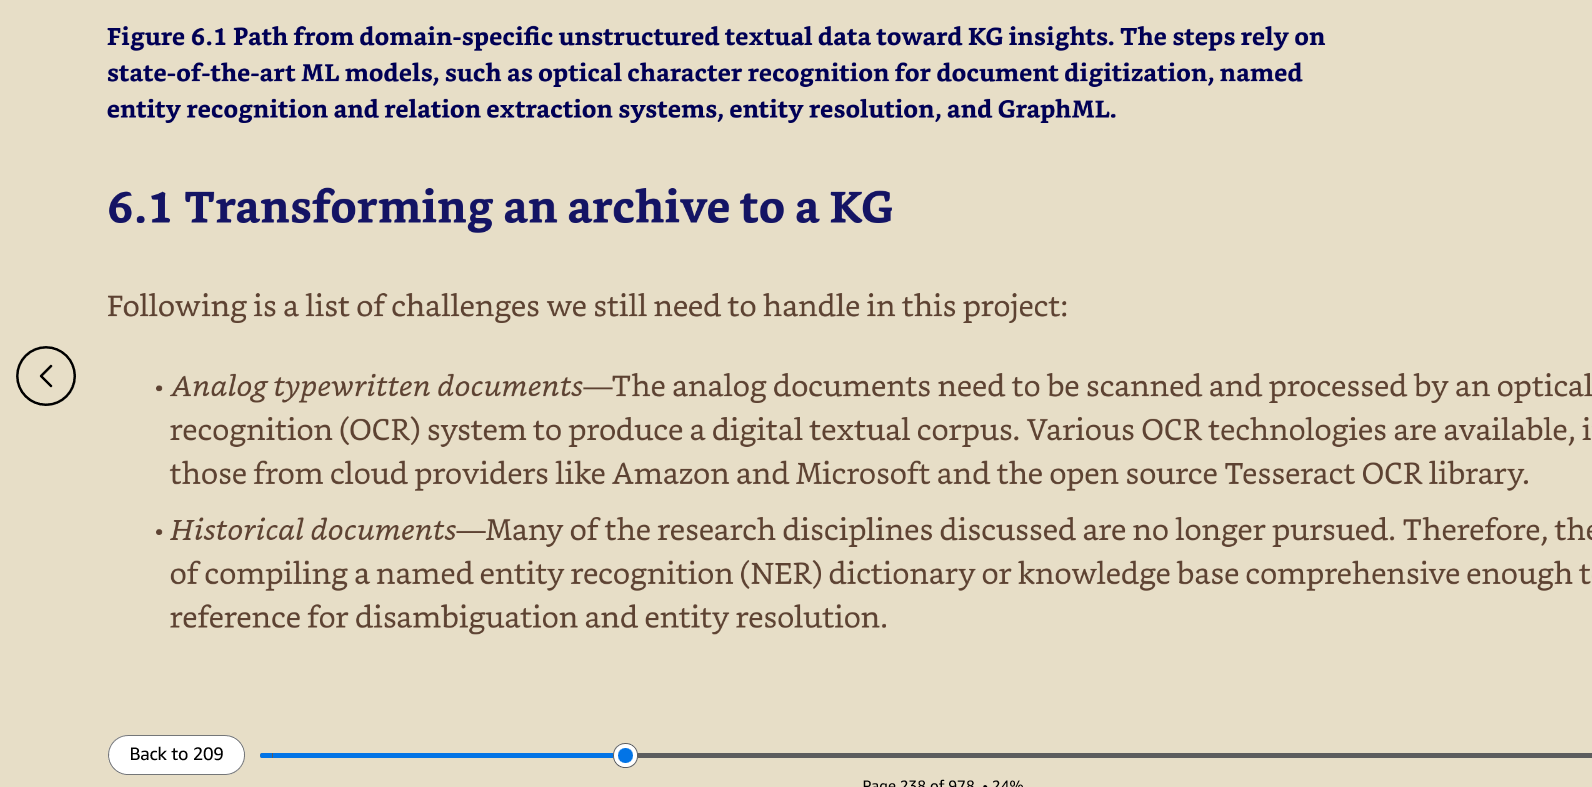 Figure 6.1 Path from domain-specific unstructured textual data toward KG insights. The steps rely on
state-of-the-art ML models, such as optical character recognition for document digitization, named
entity recognition and relation extraction systems, entity resolution, and GraphML.
6.1 Transforming an archive to a KG
Following is a list of challenges we still need to handle in this project:
• Analog typewritten documents—The analog documents need to be scanned and processed by an optical
recognition (OCR) system to produce a digital textual corpus. Various OCR technologies are available,
those from cloud providers like Amazon and Microsoft and the open source Tesseract OCR library.
• Historical documents—Many of the research disciplines discussed are no longer pursued. Therefore,
of compiling a named entity recognition (NER) dictionary or knowledge base comprehensive enough
reference for disambiguation and entity resolution.
Back to 209
Page 238 of 978 • 24%